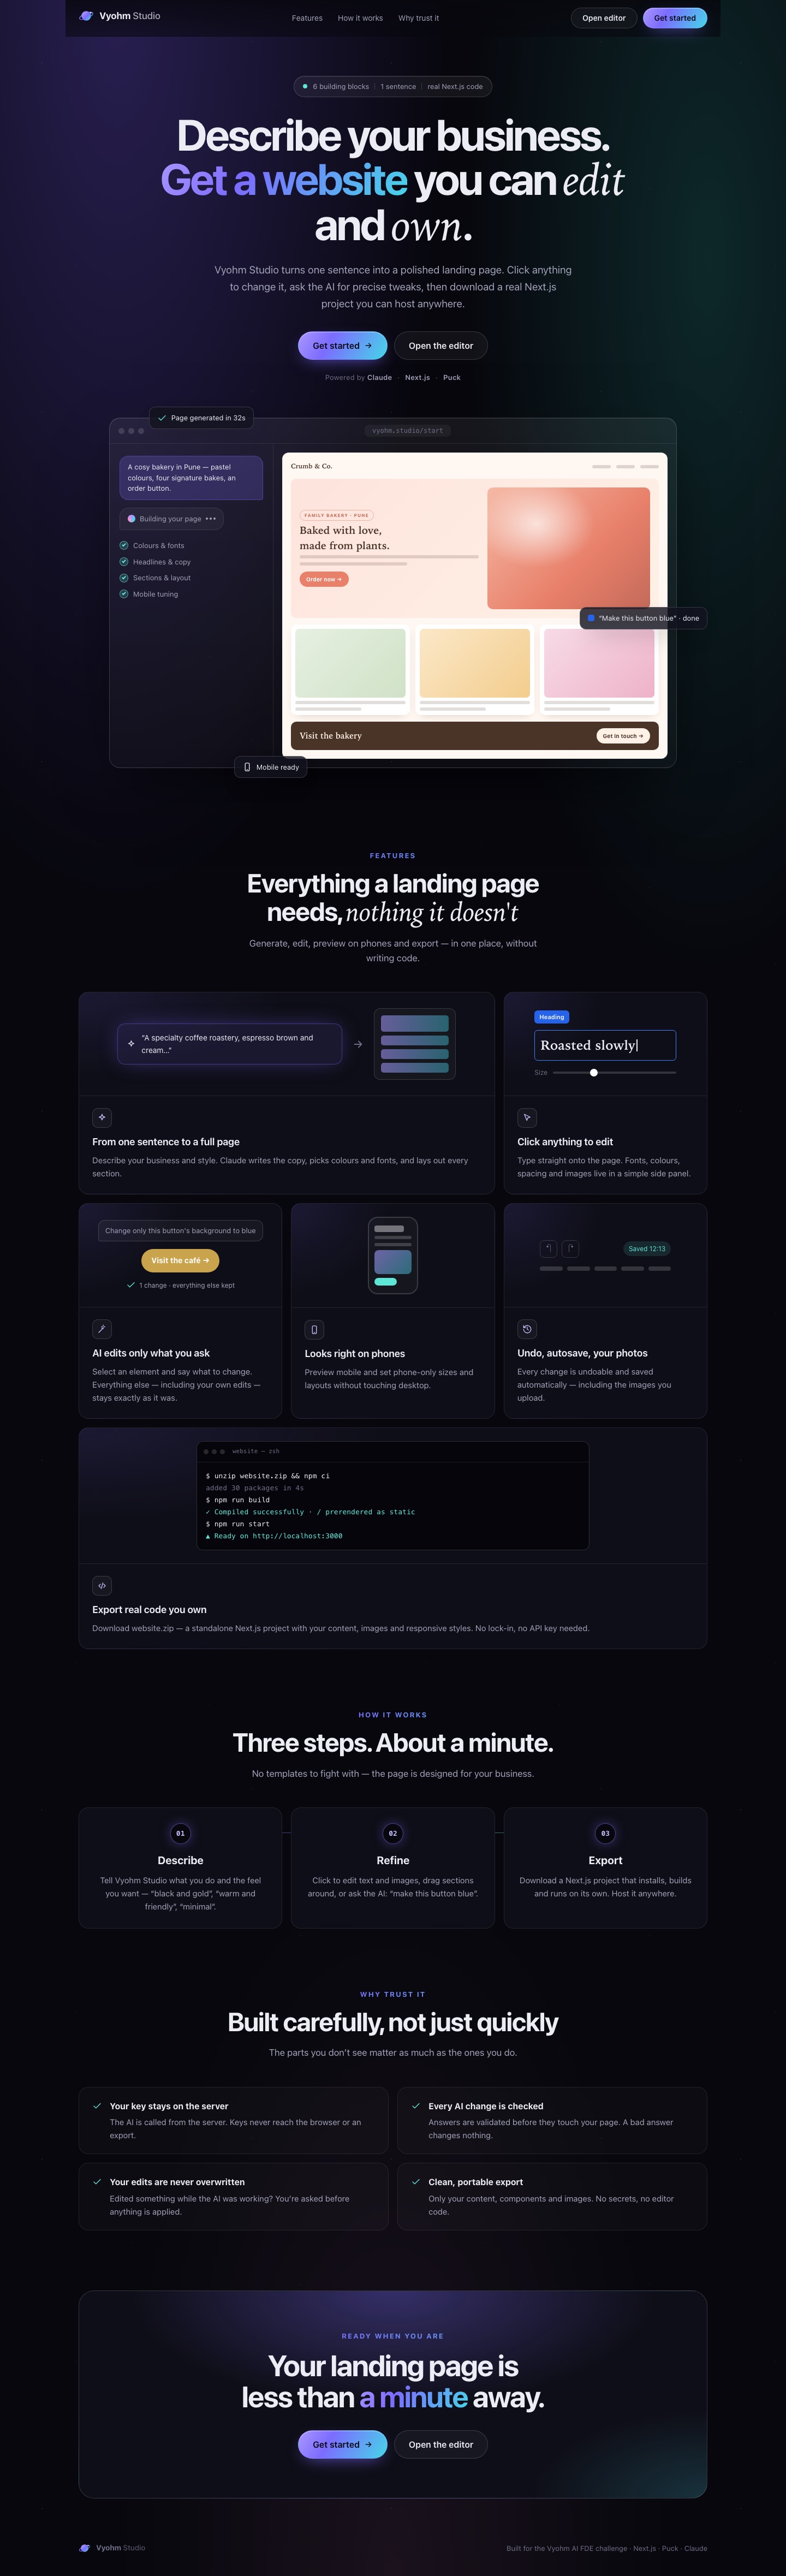 Vyohm Studio
Features How it works Why trust it
Open editor Get started
6 building blocks | 1 sentence | real Next.js code
Describe your business.
Get a website you can edit
and own.
Vyohm Studio turns one sentence into a polished landing page. Click anything
to change it, ask the AI for precise tweaks, then download a real Next.js
project you can host anywhere.
Get started → Open the editor
Powered by Claude · Next.js · Puck
Page generated in 32s
vyohm.studio/start
A cosy bakery in Pune — pastel
colours, four signature bakes, an
order button.
Building your page
Colours & fonts
Headlines & copy
Sections & layout
Mobile tuning
Crumb & Co.
FAMILY BAKERY · PUNE
Baked with love,
made from plants.
Order now →
"Make this button blue" · done
Visit the bakery
Get in touch →
Mobile ready
FEATURES
Everything a landing page
needs, nothing it doesn't
Generate, edit, preview on phones and export — in one place, without
writing code.
"A specialty coffee roastery, espresso brown and
cream…"
→
From one sentence to a full page
Describe your business and style. Claude writes the copy, picks colours and fonts, and lays out every
section.
Heading
Roasted slowly
Size
Click anything to edit
Type straight onto the page. Fonts, colours,
spacing and images live in a simple side panel.
Change only this button's background to blue
Visit the café →
1 change · everything else kept
AI edits only what you ask
Select an element and say what to change.
Everything else — including your own edits —
stays exactly as it was.
Looks right on phones
Preview mobile and set phone-only sizes and
layouts without touching desktop.
Saved 12:13
Undo, autosave, your photos
Every change is undoable and saved
automatically — including the images you
upload.
website — zsh
$ unzip website.zip && npm ci
added 30 packages in 4s
$ npm run build
✓ Compiled successfully · / prerendered as static
$ npm run start
▲ Ready on http://localhost:3000
Export real code you own
Download website.zip — a standalone Next.js project with your content, images and responsive styles. No lock-in, no API key needed.
HOW IT WORKS
Three steps. About a minute.
No templates to fight with — the page is designed for your business.
01
Describe
Tell Vyohm Studio what you do and the feel
you want — "black and gold", "warm and
friendly", "minimal".
02
Refine
Click to edit text and images, drag sections
around, or ask the AI: "make this button blue".
03
Export
Download a Next.js project that installs, builds
and runs on its own. Host it anywhere.
WHY TRUST IT
Built carefully, not just quickly
The parts you don't see matter as much as the ones you do.
Your key stays on the server
The AI is called from the server. Keys never reach the browser or an
export.
Every AI change is checked
Answers are validated before they touch your page. A bad answer
changes nothing.
Your edits are never overwritten
Edited something while the AI was working? You're asked before
anything is applied.
Clean, portable export
Only your content, components and images. No secrets, no editor
code.
READY WHEN YOU ARE
Your landing page is
less than a minute away.
Get started → Open the editor
Vyohm Studio
Built for the Vyohm AI FDE challenge · Next.js · Puck · Claude